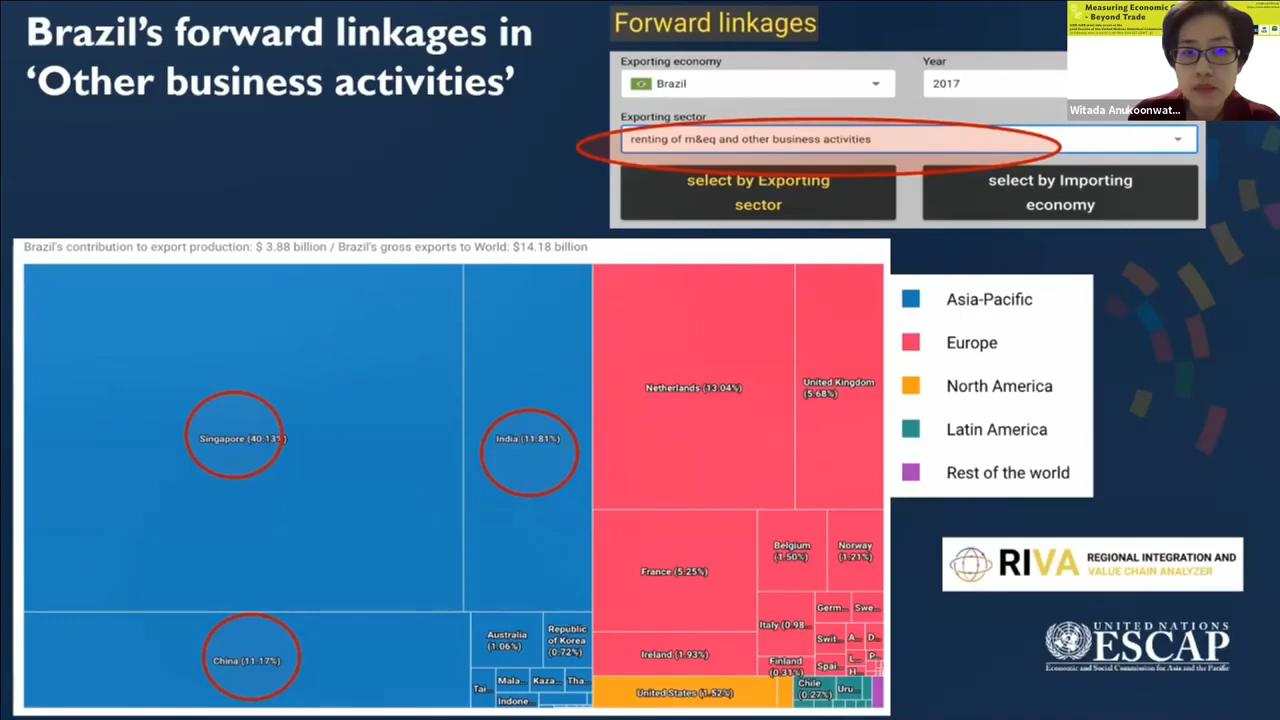 Brazil's forward linkages in
'Other business activities'
Forward linkages
Exporting economy
Brazil
Year
2017
Exporting sector
renting of m&eq and other business activities
select by Exporting
sector
select by Importing
economy
Measuring Economic
- Beyond Trade
Witada Anukoonwat...
Brazil's contribution to export production: $ 3.88 billion / Brazil's gross exports to World: $14.18 billion
Singapore (40.13%)
India (11.81%)
China (11.17%)
Australia
(1.06%)
Republic
of Korea
(0.72%)
Tai...
Mala...
Kaza...
Tha...
Indone...
Netherlands (13.04%)
United Kingdom
(5.68%)
France (5.25%)
Ireland (1.93%)
Belgium
(1.50%)
Norway
(1.21%)
Italy (0.98...
Finland
(0.31%)
Germ...
Swe...
Swit...
A...
D...
Spai...
L...
P...
H...
United States (1.52%)
Chile
(0.27%)
Uru...
Asia-Pacific
Europe
North America
Latin America
Rest of the world
RIVA
REGIONAL INTEGRATION AND
VALUE CHAIN ANALYZER
UNITED NATIONS
ESCAP
Economic and Social Commission for Asia and the Pacific